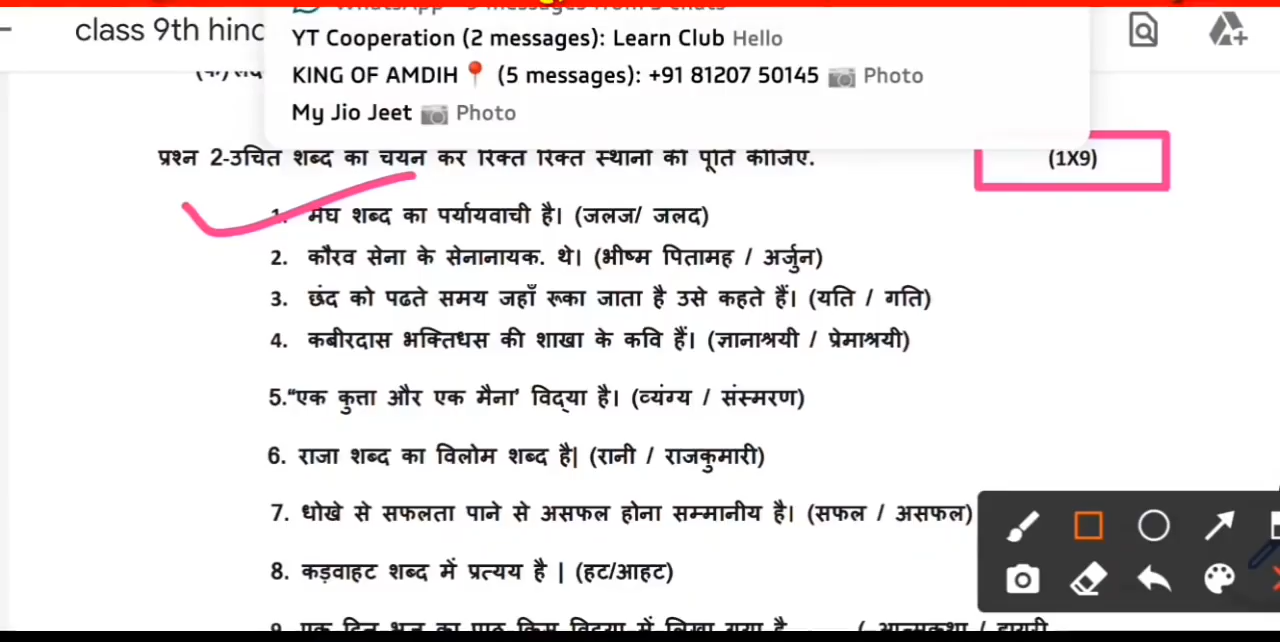 class 9th hind
YT Cooperation (2 messages): Learn Club Hello
KING OF AMDIH 📍 (5 messages): +91 81207 50145 📷 Photo
My Jio Jeet 📷 Photo
प्रश्न 2-उचित शब्द का चयन कर रिक्त रिक्त स्थानों की पूर्ति कीजिए. (1X9)
1. मेघ शब्द का पर्यायवाची है। (जलज/ जलद)
2. कौरव सेना के सेनानायक. थे। (भीष्म पितामह / अर्जुन)
3. छंद को पढते समय जहाँ रूका जाता है उसे कहते हैं। (यति / गति)
4. कबीरदास भक्तिधस की शाखा के कवि हैं। (ज्ञानाश्रयी / प्रेमाश्रयी)
5.“एक कुत्ता और एक मैना’ विद्या है। (व्यंग्य / संस्मरण)
6. राजा शब्द का विलोम शब्द है| (रानी / राजकुमारी)
7. धोखे से सफलता पाने से असफल होना सम्मानीय है। (सफल / असफल)
8. कड़वाहट शब्द में प्रत्यय है | (हट/आहट)